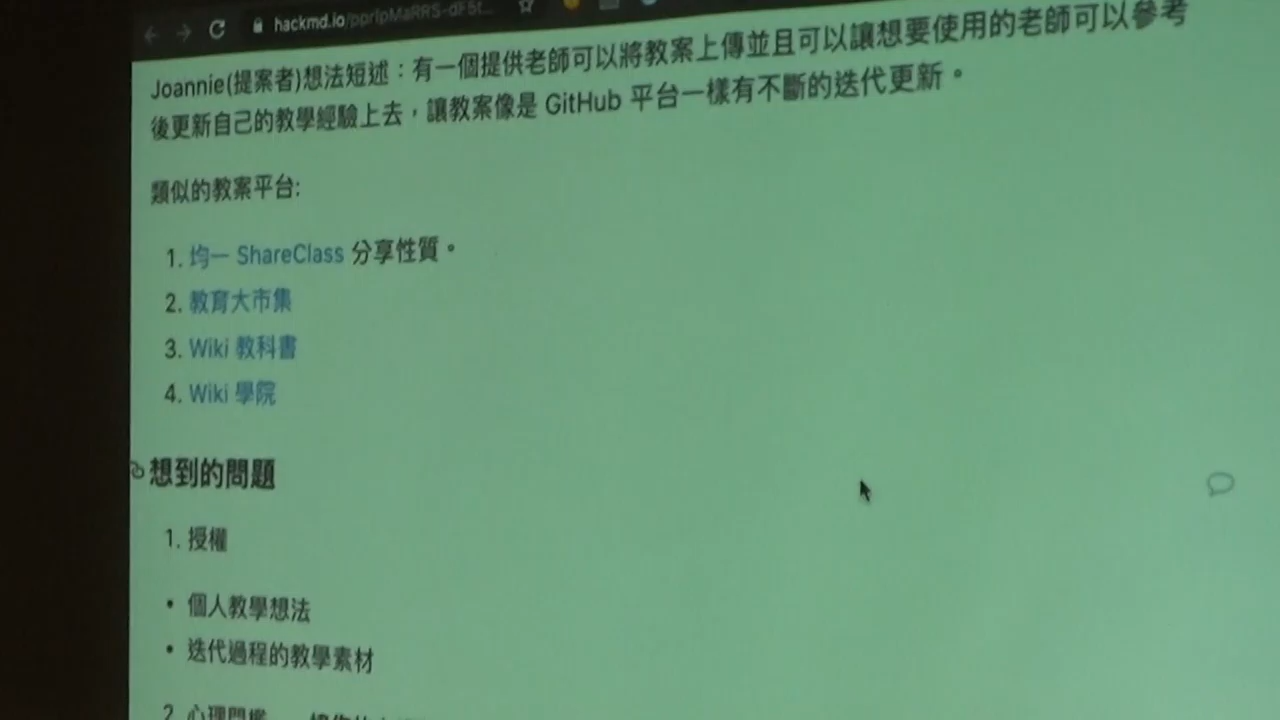 hackmd.io/
Joannie(提案者)想法短述：有一個提供老師可以將教案上傳並且可以讓想要使用的老師可以參考
後更新自己的教學經驗上去，讓教案像是 GitHub 平台一樣有不斷的迭代更新。
類似的教案平台:
1. 均一 ShareClass 分享性質。
2. 教育大市集
3. Wiki 教科書
4. Wiki 學院
想到的問題
1. 授權
• 個人教學想法
• 迭代過程的教學素材
2. 心理門檻